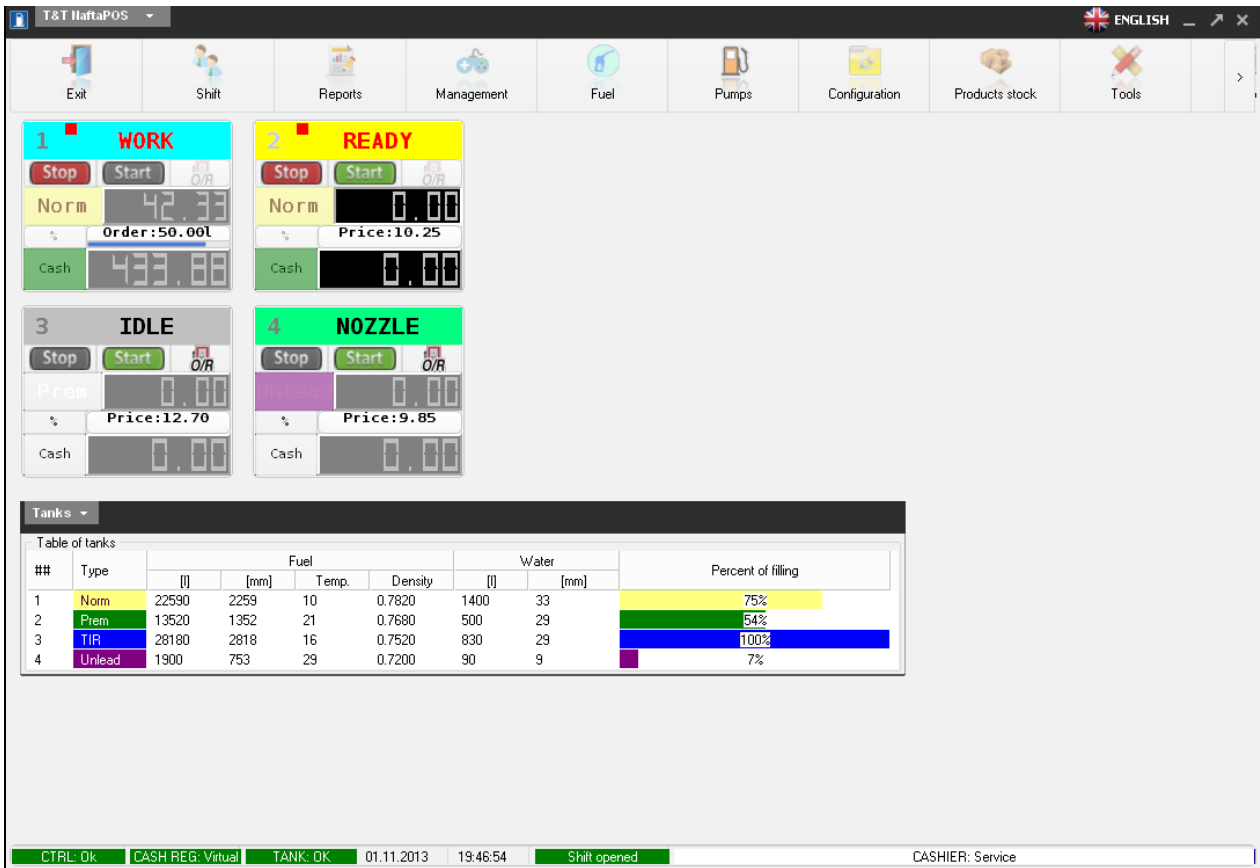 T&T NaftaPOS
ENGLISH
Exit Shift Reports Management Fuel Pumps Configuration Products stock Tools
1 WORK
Stop Start O/R
Norm 42.33
% Order:50.00l
Cash 433.88
2 READY
Stop Start O/R
Norm 0.00
% Price:10.25
Cash 0.00
3 IDLE
Stop Start O/R
Prem 0.00
% Price:12.70
Cash 0.00
4 NOZZLE
Stop Start O/R
Unlead 0.00
% Price:9.85
Cash 0.00
Tanks
Table of tanks
## Type Fuel Water Percent of filling
[l] [mm] Temp. Density [l] [mm]
1 Norm 22590 2259 10 0.7820 1400 33 75%
2 Prem 13520 1352 21 0.7680 500 29 54%
3 TIR 28180 2818 16 0.7520 830 29 100%
4 Unlead 1900 753 29 0.7200 90 9 7%
CTRL: Ok CASH REG: Virtual TANK: OK 01.11.2013 19:46:54 Shift opened CASHIER: Service